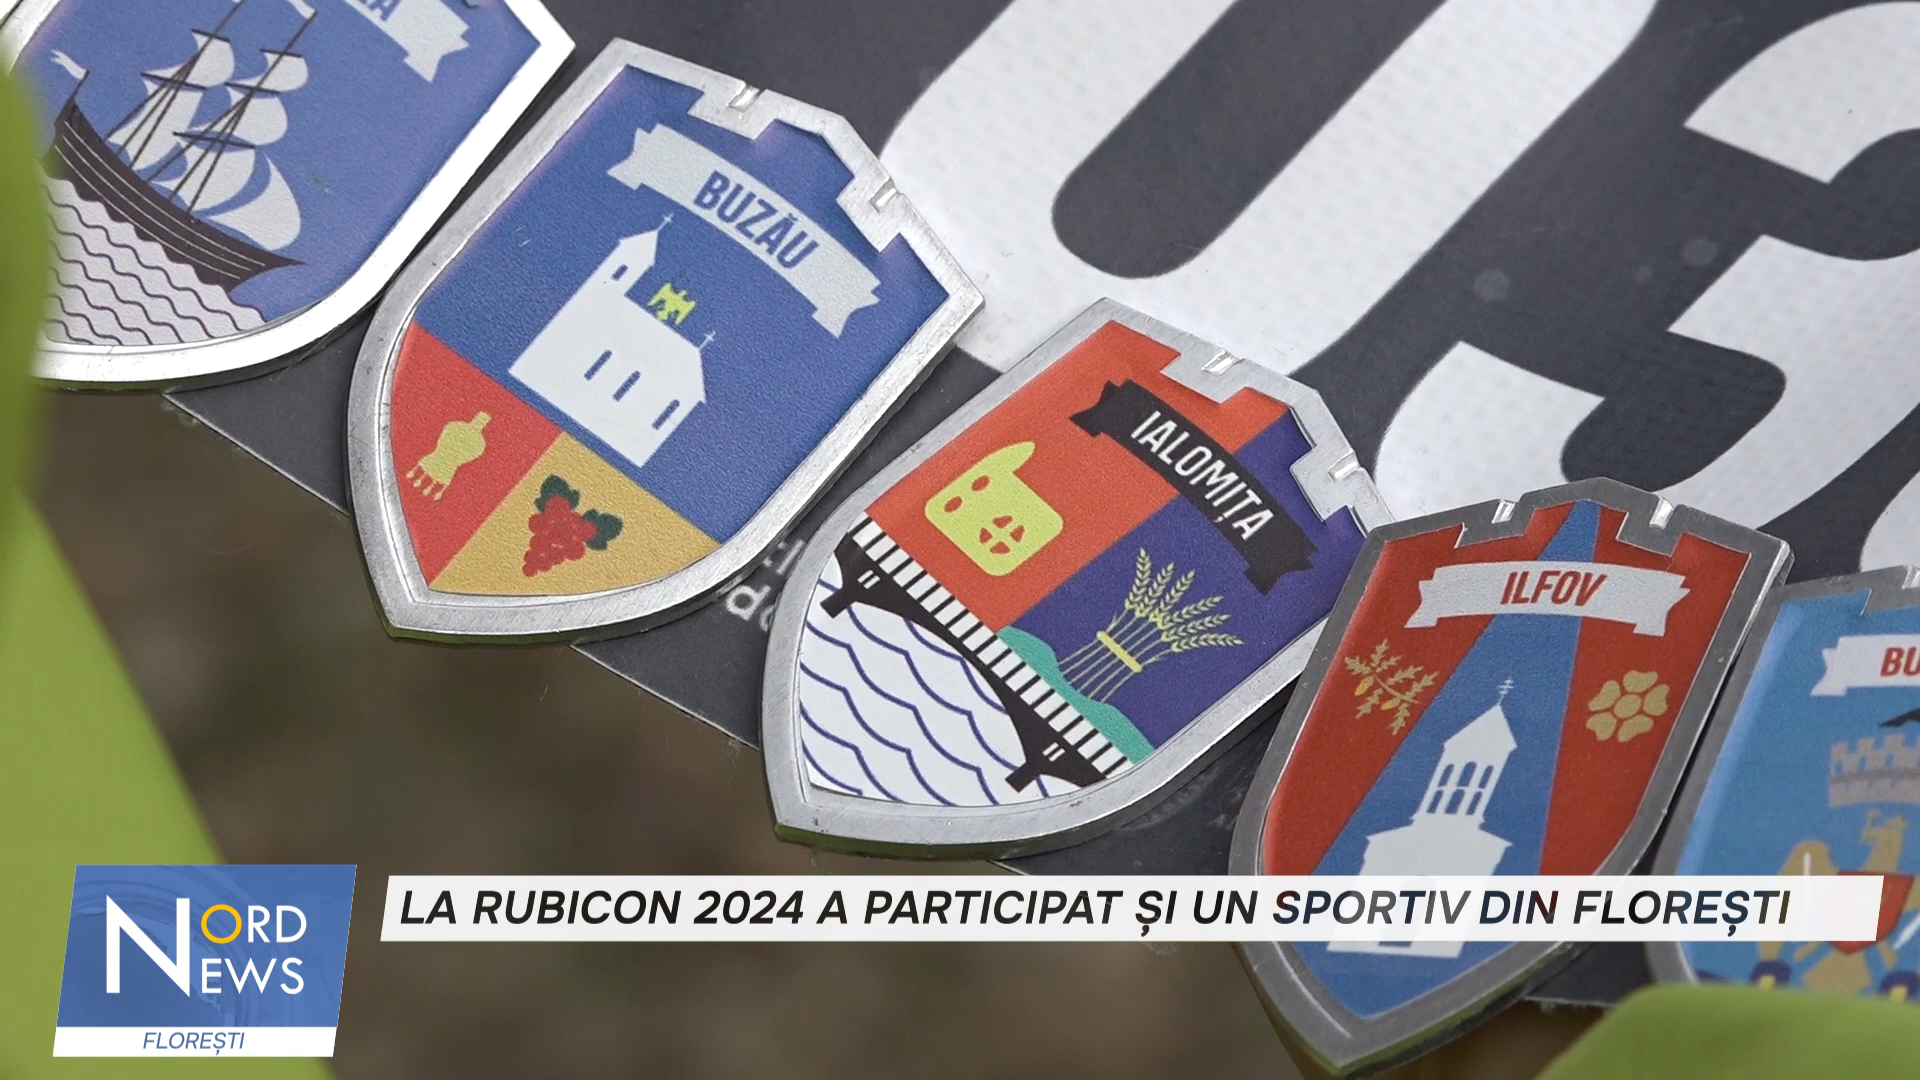 BUZĂU
IALOMIȚA
ILFOV
LA RUBICON 2024 A PARTICIPAT ȘI UN SPORTIV DIN FLOREȘTI
NORD
NEWS
FLOREȘTI